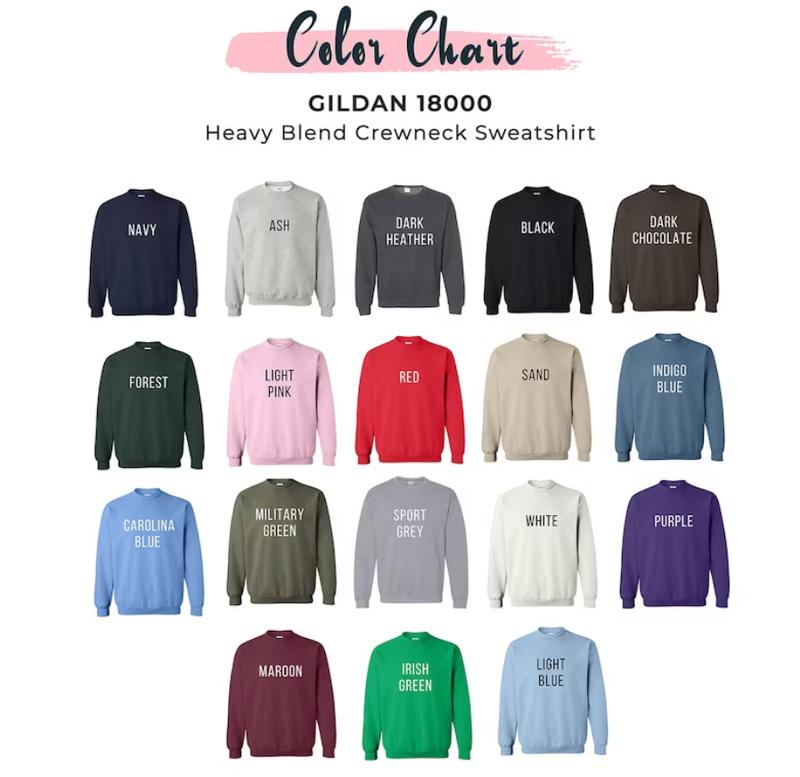 Color Chart
GILDAN 18000
Heavy Blend Crewneck Sweatshirt
NAVY
ASH
DARK
HEATHER
BLACK
DARK
CHOCOLATE
FOREST
LIGHT
PINK
RED
SAND
INDIGO
BLUE
CAROLINA
BLUE
MILITARY
GREEN
SPORT
GREY
WHITE
PURPLE
MAROON
IRISH
GREEN
LIGHT
BLUE